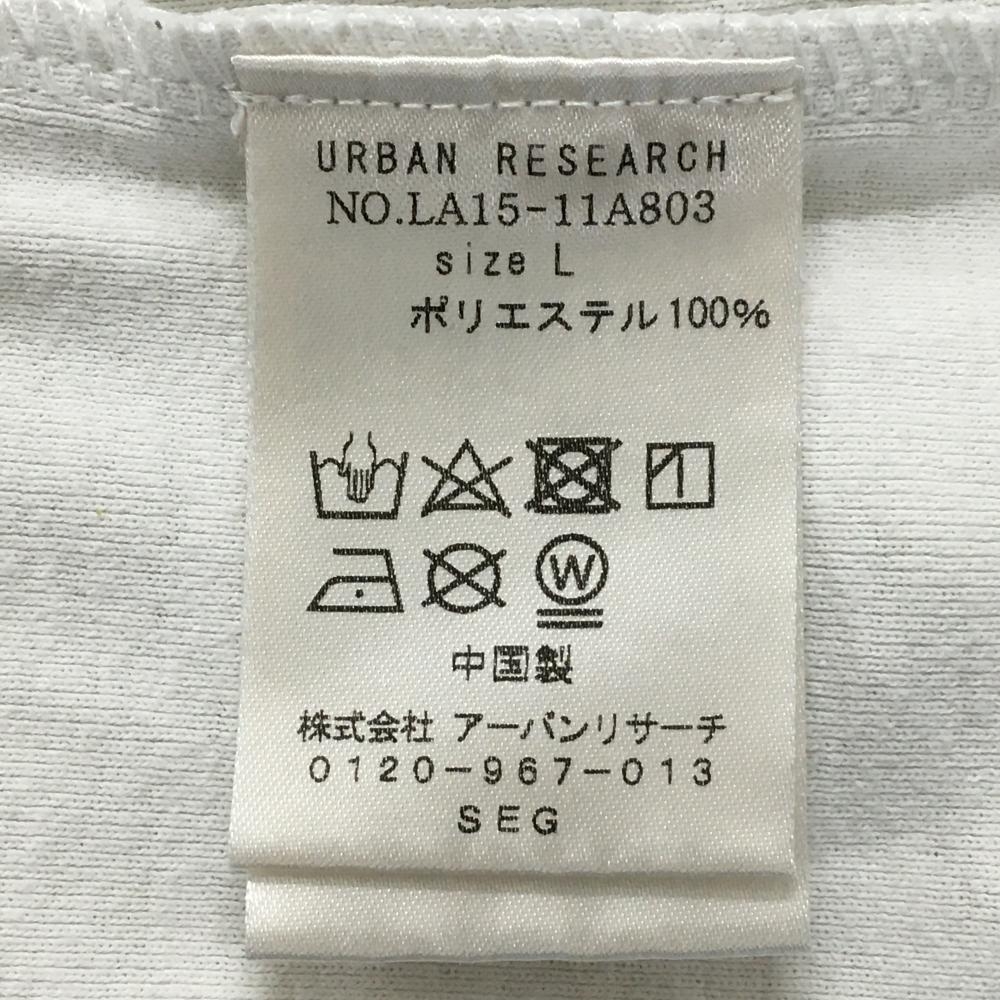 URBAN RESEARCH
NO.LA15-11A803
size L
ポリエステル100%
W
中国製
株式会社 アーバンリサーチ
0120-967-013
SEG